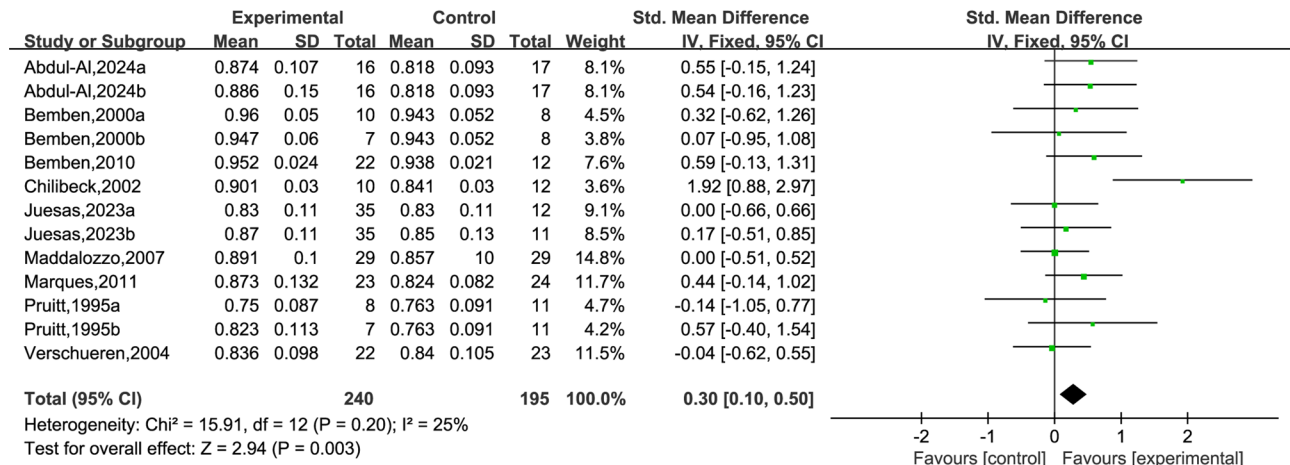 Experimental Control Std. Mean Difference Std. Mean Difference
Study or Subgroup Mean SD Total Mean SD Total Weight IV, Fixed, 95% CI IV, Fixed, 95% CI
Abdul-Al,2024a 0.874 0.107 16 0.818 0.093 17 8.1% 0.55 [-0.15, 1.24]
Abdul-Al,2024b 0.886 0.15 16 0.818 0.093 17 8.1% 0.54 [-0.16, 1.23]
Bemben,2000a 0.96 0.05 10 0.943 0.052 8 4.5% 0.32 [-0.62, 1.26]
Bemben,2000b 0.947 0.06 7 0.943 0.052 8 3.8% 0.07 [-0.95, 1.08]
Bemben,2010 0.952 0.024 22 0.938 0.021 12 7.6% 0.59 [-0.13, 1.31]
Chilibeck,2002 0.901 0.03 10 0.841 0.03 12 3.6% 1.92 [0.88, 2.97]
Juesas,2023a 0.83 0.11 35 0.83 0.11 12 9.1% 0.00 [-0.66, 0.66]
Juesas,2023b 0.87 0.11 35 0.85 0.13 11 8.5% 0.17 [-0.51, 0.85]
Maddalozzo,2007 0.891 0.1 29 0.857 10 29 14.8% 0.00 [-0.51, 0.52]
Marques,2011 0.873 0.132 23 0.824 0.082 24 11.7% 0.44 [-0.14, 1.02]
Pruitt,1995a 0.75 0.087 8 0.763 0.091 11 4.7% -0.14 [-1.05, 0.77]
Pruitt,1995b 0.823 0.113 7 0.763 0.091 11 4.2% 0.57 [-0.40, 1.54]
Verschueren,2004 0.836 0.098 22 0.84 0.105 23 11.5% -0.04 [-0.62, 0.55]
Total (95% CI) 240 195 100.0% 0.30 [0.10, 0.50]
Heterogeneity: Chi² = 15.91, df = 12 (P = 0.20); I² = 25%
Test for overall effect: Z = 2.94 (P = 0.003)
-2 -1 0 1 2
Favours [control] Favours [experimental]